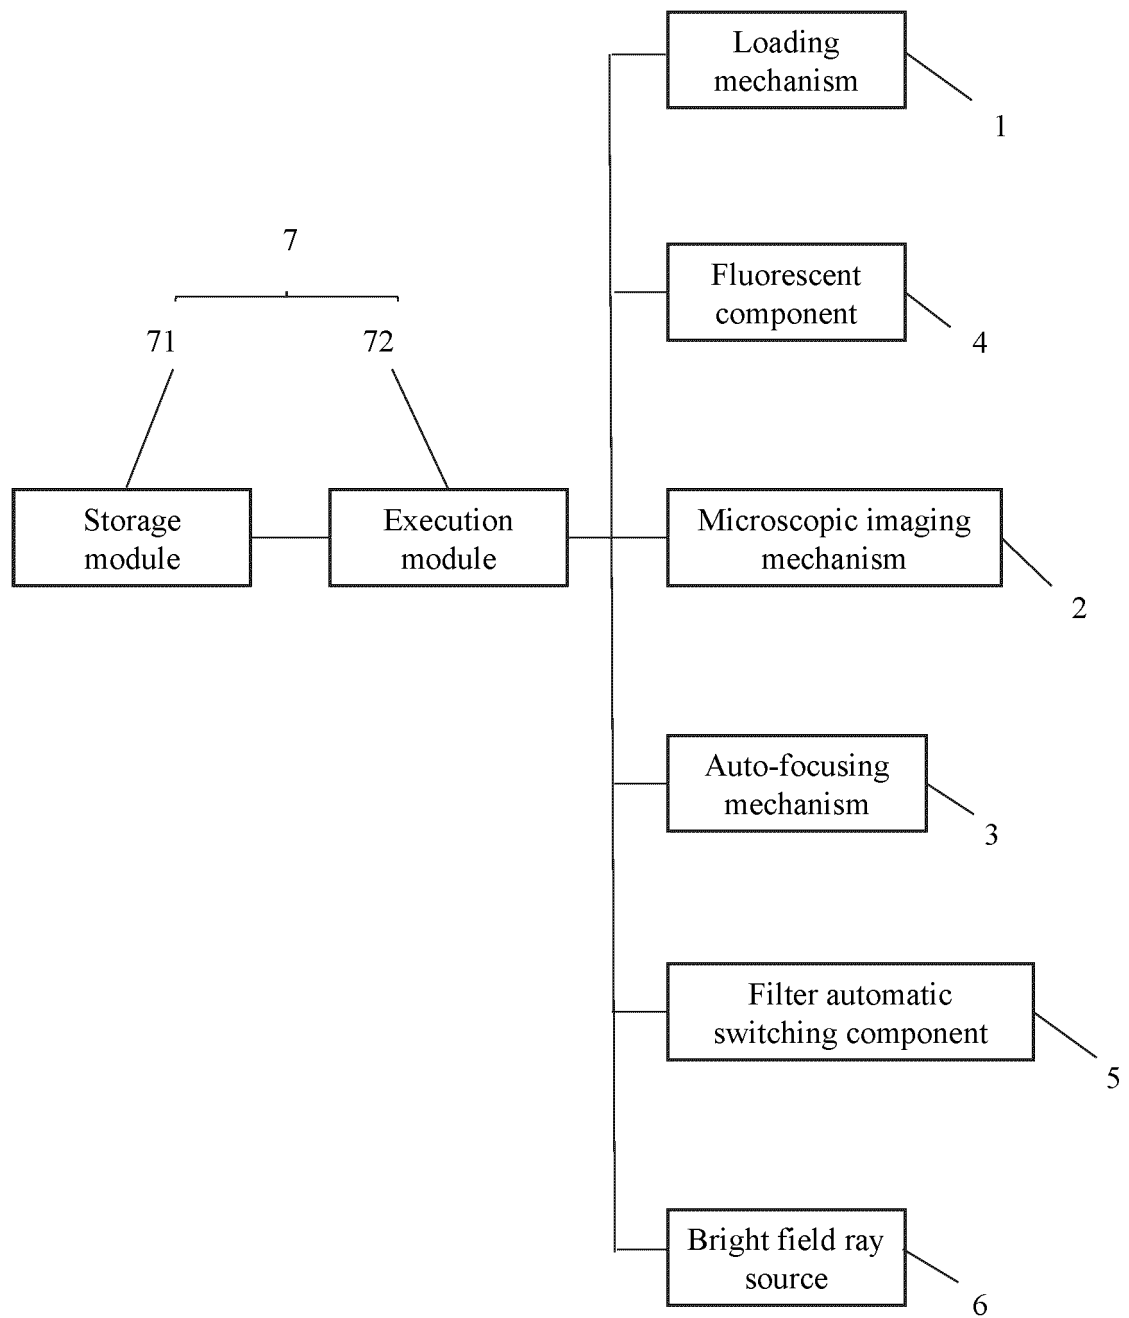 Loading
mechanism
1
7
Fluorescent
component
4
71
72
Storage
module
Execution
module
Microscopic imaging
mechanism
2
Auto-focusing
mechanism
3
Filter automatic
switching component
5
Bright field ray
source
6